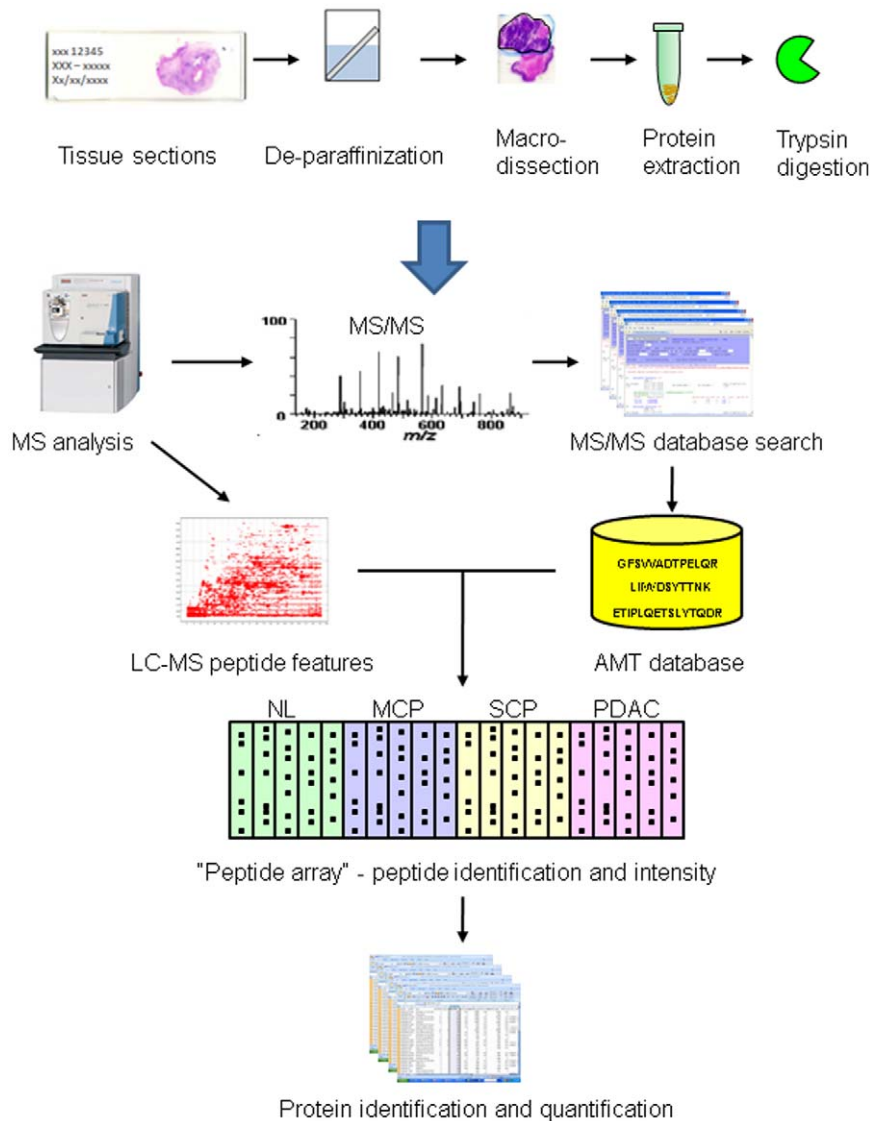 xxx 12345
XXX – xxxxx
Xx/xx/xxxx
Tissue sections
De-paraffinization
Macro-
dissection
Protein
extraction
Trypsin
digestion
MS analysis
MS/MS
100
0
200 400 600 800
m/z
MS/MS database search
LC-MS peptide features
GFSVVADTPELQR
DSYTTNK
ETIPLQETSLYTQDR
AMT database
NL MCP SCP PDAC
"Peptide array" - peptide identification and intensity
Protein identification and quantification